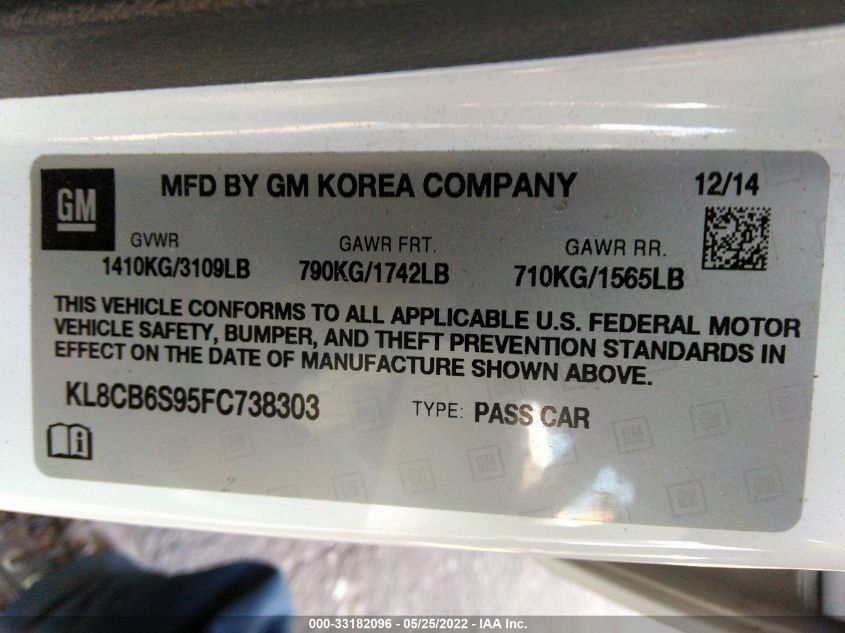 GM
MFD BY GM KOREA COMPANY
12/14
GVWR
1410KG/3109LB
GAWR FRT.
790KG/1742LB
GAWR RR.
710KG/1565LB
THIS VEHICLE CONFORMS TO ALL APPLICABLE U.S. FEDERAL MOTOR
VEHICLE SAFETY, BUMPER, AND THEFT PREVENTION STANDARDS IN
EFFECT ON THE DATE OF MANUFACTURE SHOWN ABOVE.
KL8CB6S95FC738303
TYPE: PASS CAR
000-33182096 - 05/25/2022 - IAA Inc.